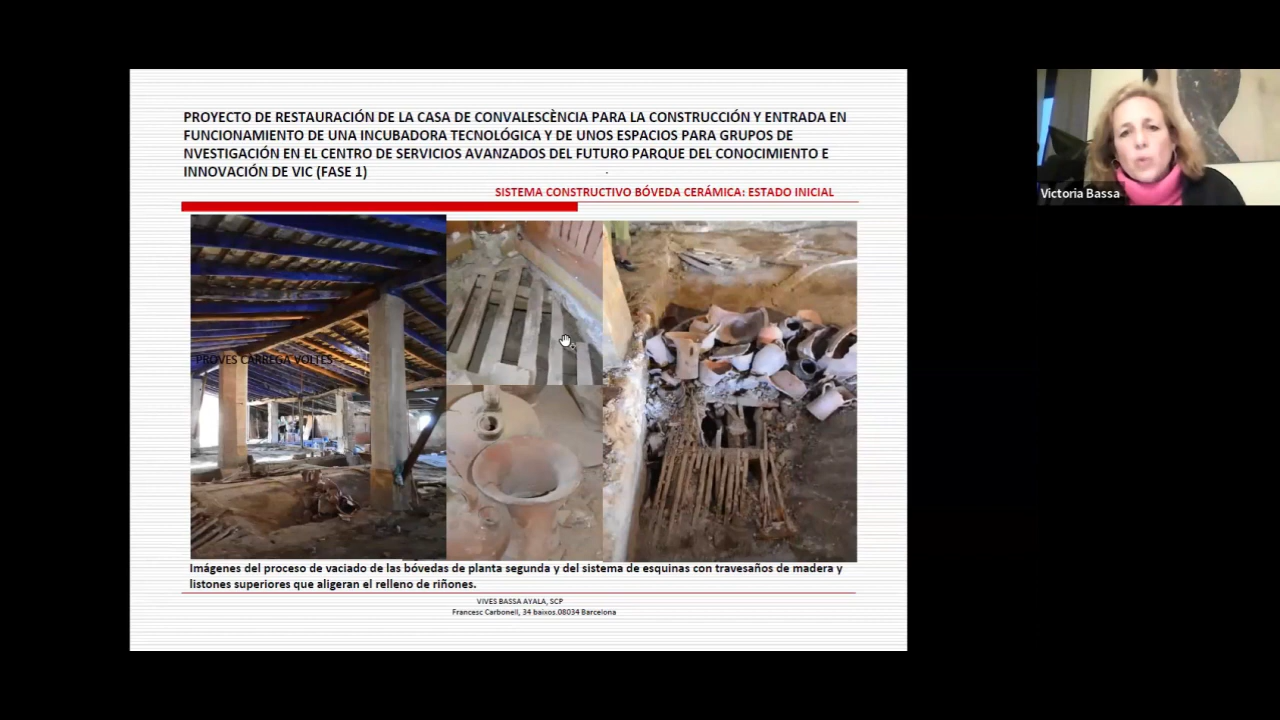 PROYECTO DE RESTAURACIÓN DE LA CASA DE CONVALESCÈNCIA PARA LA CONSTRUCCIÓN Y ENTRADA EN
FUNCIONAMIENTO DE UNA INCUBADORA TECNOLÓGICA Y DE UNOS ESPACIOS PARA GRUPOS DE
NVESTIGACIÓN EN EL CENTRO DE SERVICIOS AVANZADOS DEL FUTURO PARQUE DEL CONOCIMIENTO E
INNOVACIÓN DE VIC (FASE 1)
SISTEMA CONSTRUCTIVO BÓVEDA CERÁMICA: ESTADO INICIAL
PROVES CARREGA VOLTES
Imágenes del proceso de vaciado de las bóvedas de planta segunda y del sistema de esquinas con travesaños de madera y
listones superiores que aligeran el relleno de riñones.
VIVES BASSA AYALA, SCP
Francesc Carbonell, 34 baixos.08034 Barcelona
Victoria Bassa